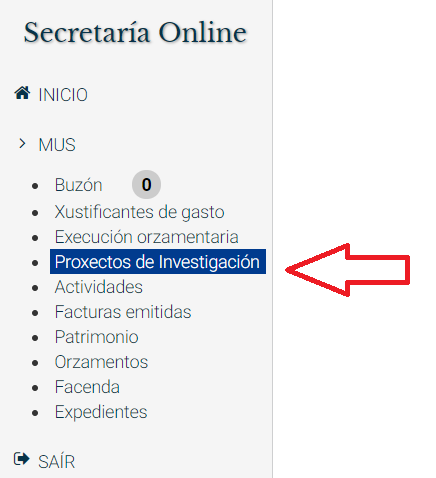 Secretaría Online
INICIO
MUS
Buzón 0
Xustificantes de gasto
Execución orzamentaria
Proxectos de Investigación
Actividades
Facturas emitidas
Patrimonio
Orzamentos
Facenda
Expedientes
SAÍR